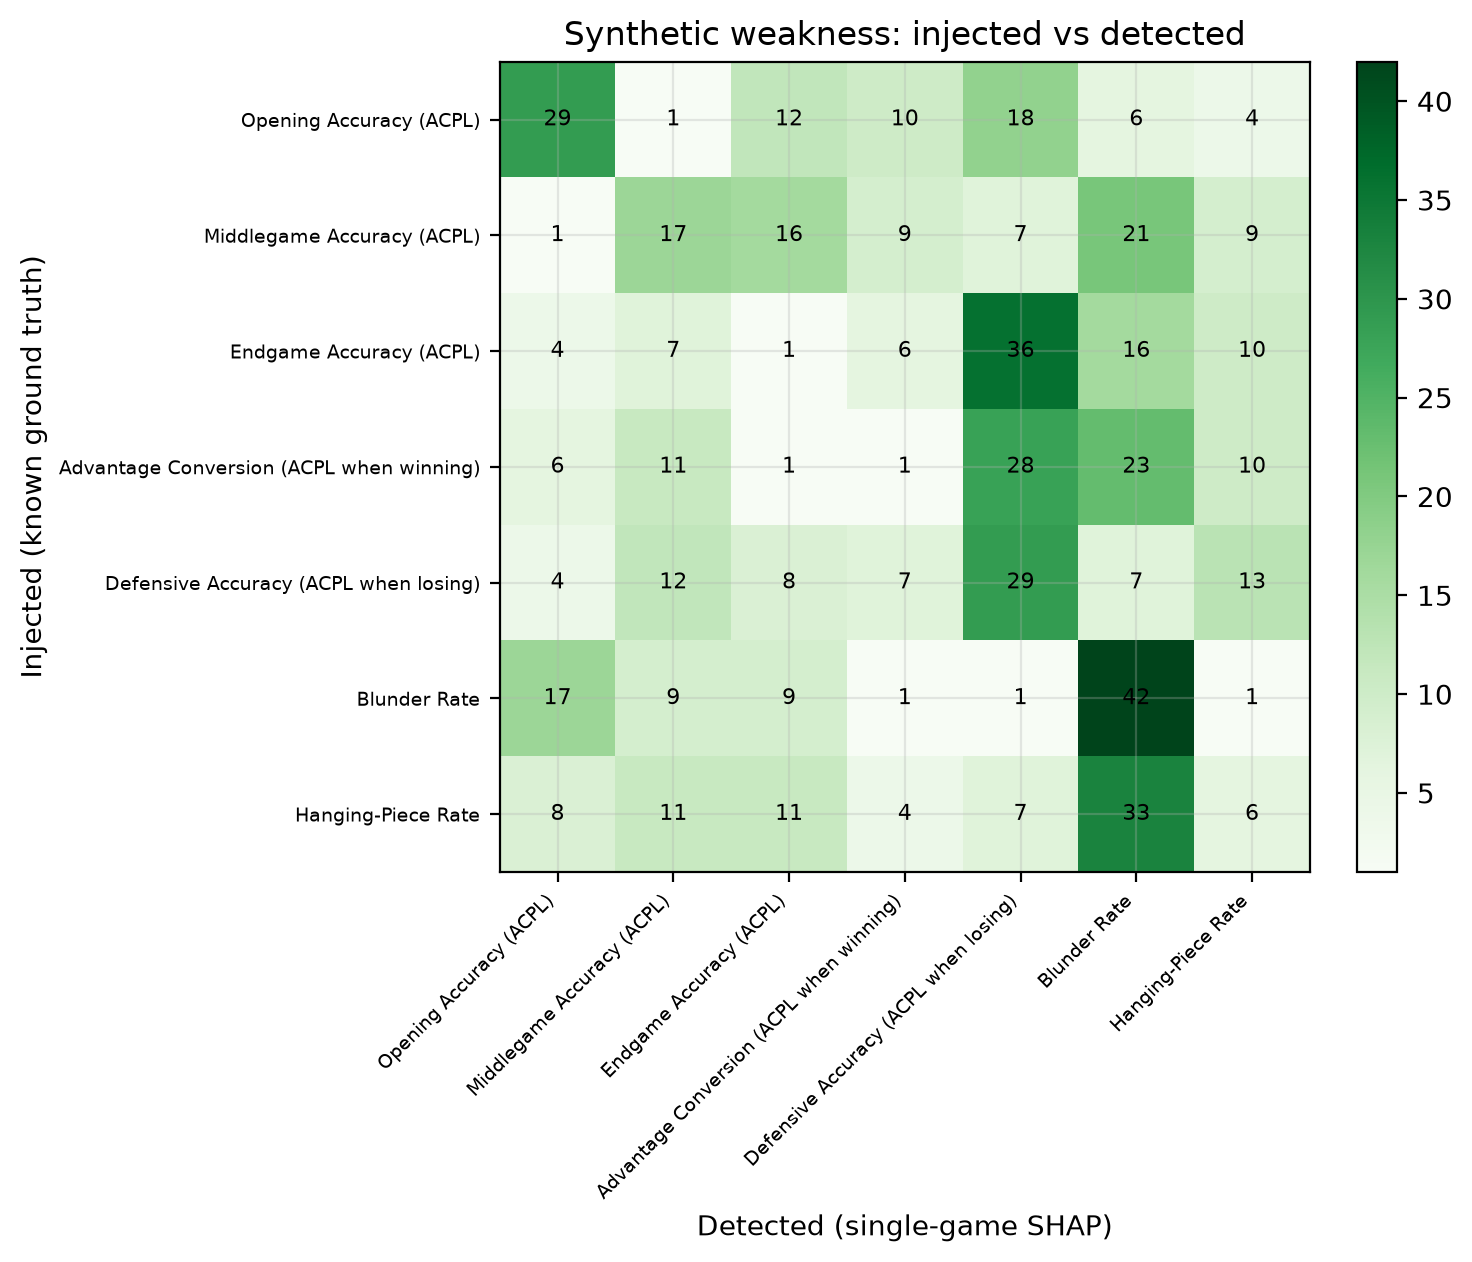 Synthetic weakness: injected vs detected
Injected (known ground truth)
Opening Accuracy (ACPL) 29 1 12 10 18 6 4
Middlegame Accuracy (ACPL) 1 17 16 9 7 21 9
Endgame Accuracy (ACPL) 4 7 1 6 36 16 10
Advantage Conversion (ACPL when winning) 6 11 1 1 28 23 10
Defensive Accuracy (ACPL when losing) 4 12 8 7 29 7 13
Blunder Rate 17 9 9 1 1 42 1
Hanging-Piece Rate 8 11 11 4 7 33 6
Opening Accuracy (ACPL)
Middlegame Accuracy (ACPL)
Endgame Accuracy (ACPL)
Advantage Conversion (ACPL when winning)
Defensive Accuracy (ACPL when losing)
Blunder Rate
Hanging-Piece Rate
Detected (single-game SHAP)
40
35
30
25
20
15
10
5